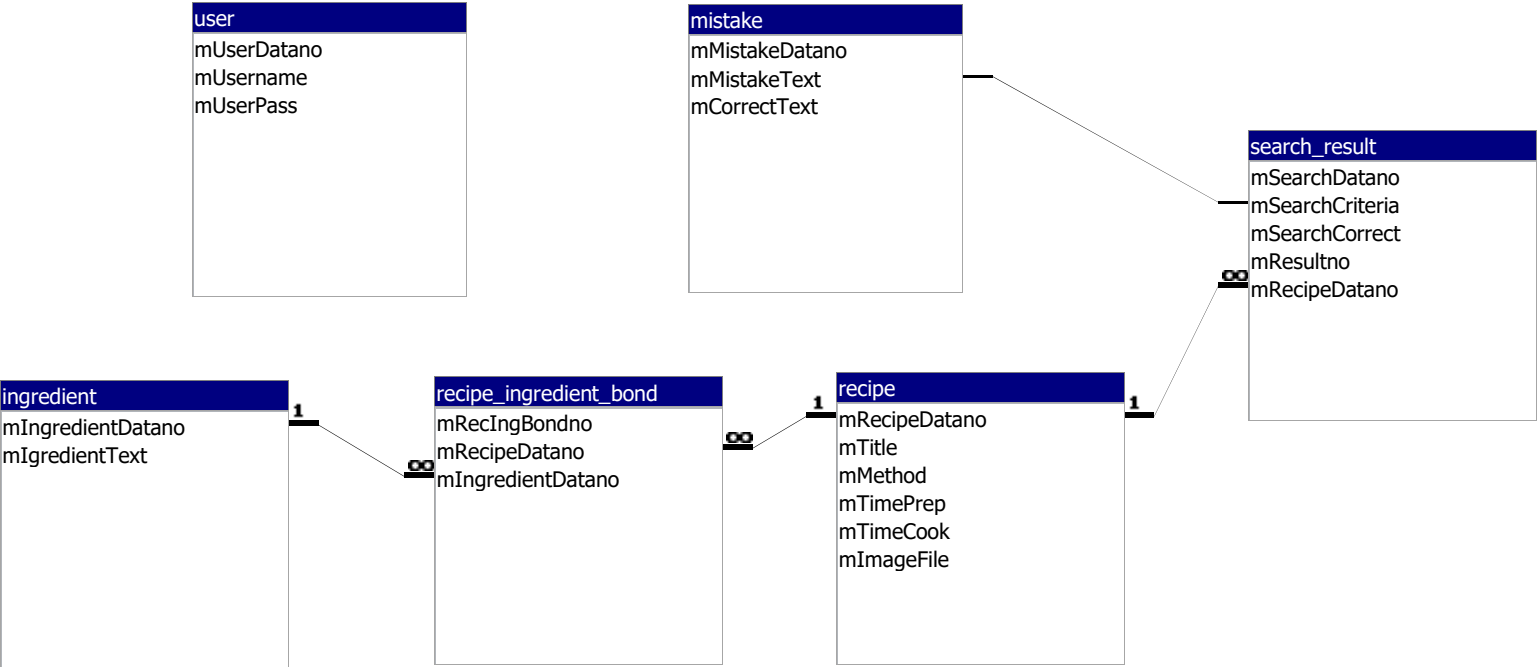 user
mUserDatano
mUsername
mUserPass
mistake
mMistakeDatano
mMistakeText
mCorrectText
search_result
mSearchDatano
mSearchCriteria
mSearchCorrect
mResultno
mRecipeDatano
ingredient
mIngredientDatano
mIgredientText
1
∞
recipe_ingredient_bond
mRecIngBondno
mRecipeDatano
mIngredientDatano
∞
1
recipe
mRecipeDatano
mTitle
mMethod
mTimePrep
mTimeCook
mImageFile
1
∞